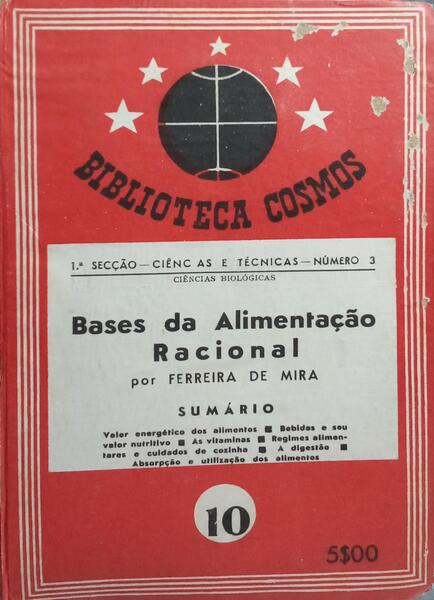 BIBLIOTECA COSMOS
1.ª SECÇÃO — CIÊNC AS E TÉCNICAS — NÚMERO 3
CIÊNCIAS BIOLÓGICAS
Bases da Alimentação
Racional
por FERREIRA DE MIRA
SUMÁRIO
Valor energético dos alimentos ■ Bebidas e seu
valor nutritivo ■ As vitaminas ■ Regimes alimen-
tares e cuidados de cozinha ■ A digestão ■
Absorpção e utilização dos alimentos
10
5$00